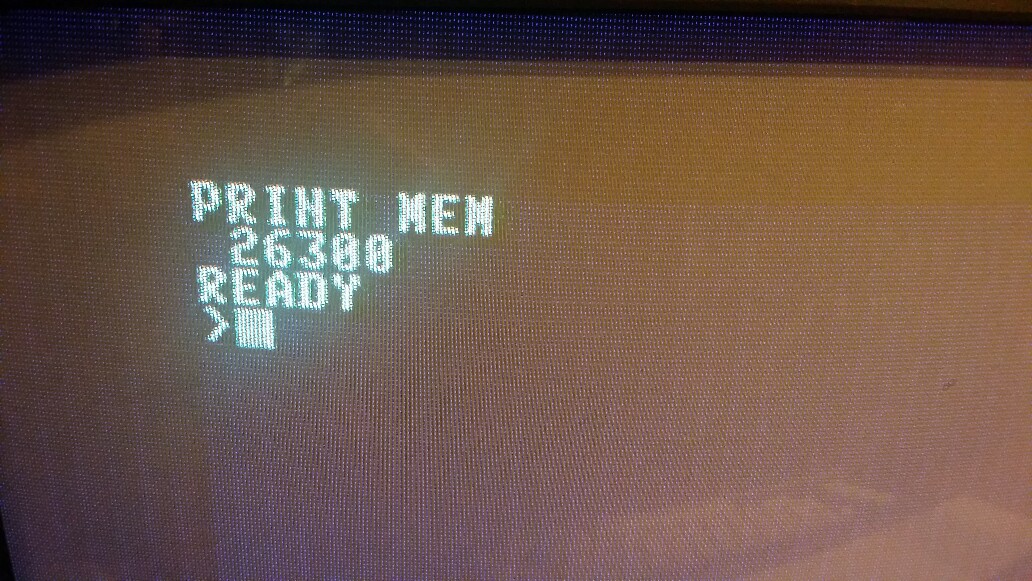 PRINT MEM
26300
READY
>